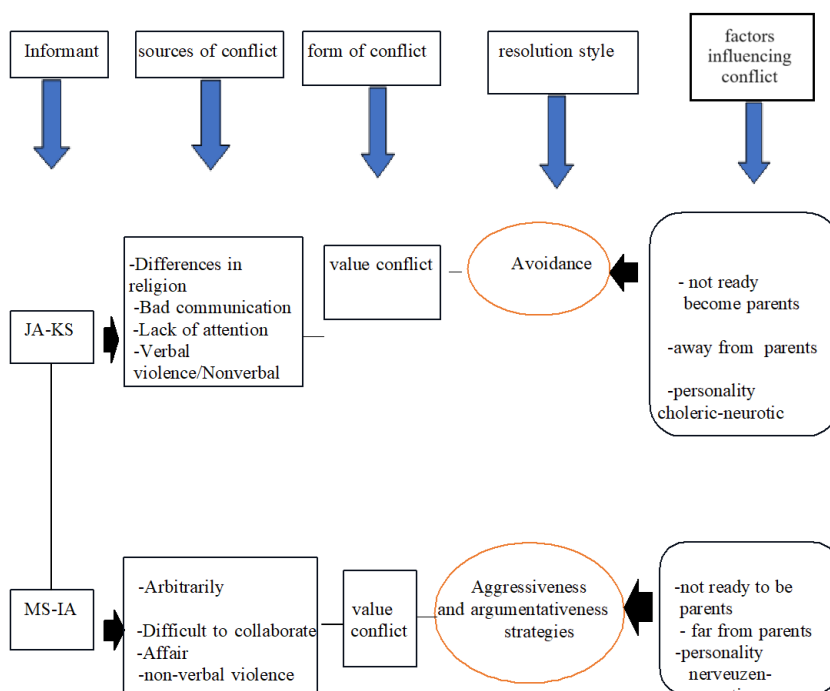 Informant
sources of conflict
form of conflict
resolution style
factors
influencing
conflict
JA-KS
-Differences in
religion
-Bad communication
-Lack of attention
-Verbal
violence/Nonverbal
value conflict
Avoidance
- not ready
become parents
-away from parents
-personality
choleric-neurotic
MS-IA
-Arbitrarily
-Difficult to collaborate
-Affair
-non-verbal violence
value
conflict
Aggressiveness
and argumentativeness
strategies
-not ready to be
parents
- far from parents
-personality
nerveuzen-